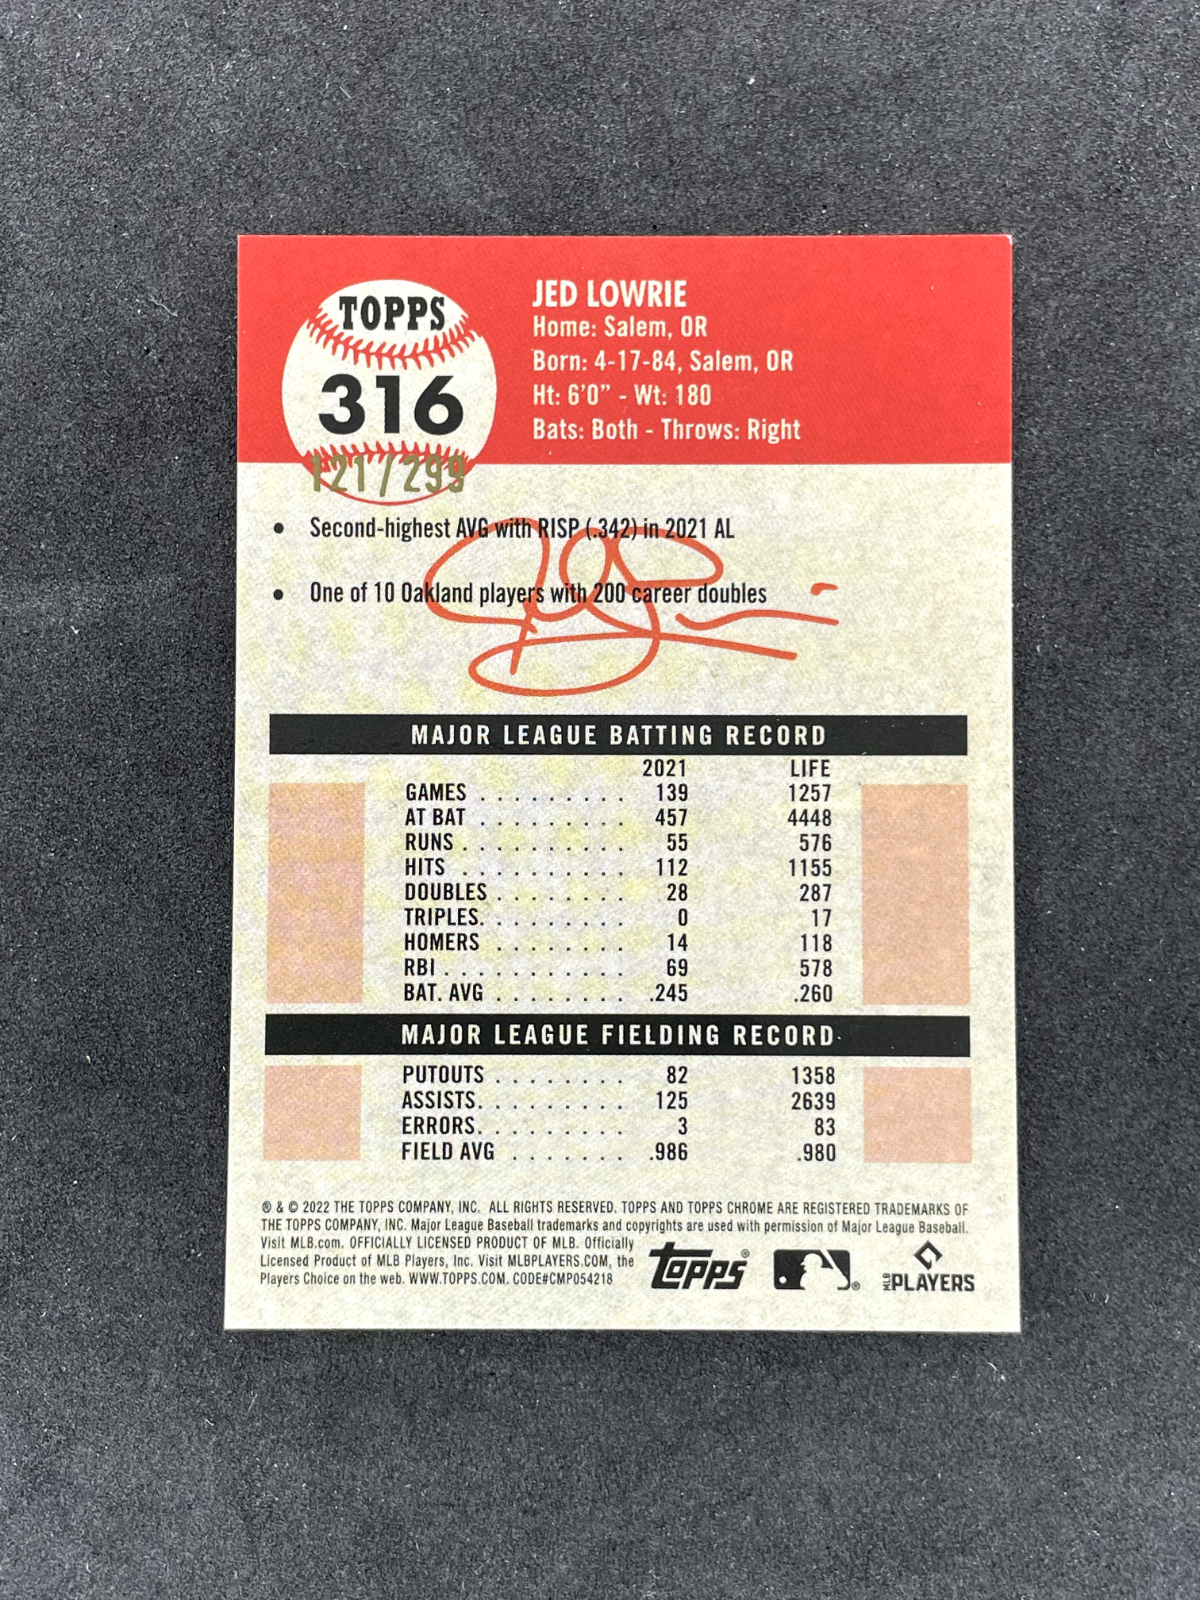 TOPPS
316
121/299
JED LOWRIE
Home: Salem, OR
Born: 4-17-84, Salem, OR
Ht: 6'0" - Wt: 180
Bats: Both - Throws: Right
• Second-highest AVG with RISP (.342) in 2021 AL
• One of 10 Oakland players with 200 career doubles
MAJOR LEAGUE BATTING RECORD
2021 LIFE
GAMES . . . . . . . . . 139 1257
AT BAT . . . . . . . . . 457 4448
RUNS . . . . . . . . . . 55 576
HITS . . . . . . . . . . 112 1155
DOUBLES . . . . . . . . 28 287
TRIPLES. . . . . . . . . 0 17
HOMERS . . . . . . . . 14 118
RBI . . . . . . . . . . . 69 578
BAT. AVG . . . . . . . . .245 .260
MAJOR LEAGUE FIELDING RECORD
PUTOUTS . . . . . . . . 82 1358
ASSISTS. . . . . . . . . 125 2639
ERRORS. . . . . . . . . 3 83
FIELD AVG . . . . . . . .986 .980
® & © 2022 THE TOPPS COMPANY, INC. ALL RIGHTS RESERVED. TOPPS AND TOPPS CHROME ARE REGISTERED TRADEMARKS OF
THE TOPPS COMPANY, INC. Major League Baseball trademarks and copyrights are used with permission of Major League Baseball.
Visit MLB.com. OFFICIALLY LICENSED PRODUCT OF MLB. Officially
Licensed Product of MLB Players, Inc. Visit MLBPLAYERS.COM, the
Players Choice on the web. WWW.TOPPS.COM. CODE#CMP054218
topps®
®
MLB PLAYERS